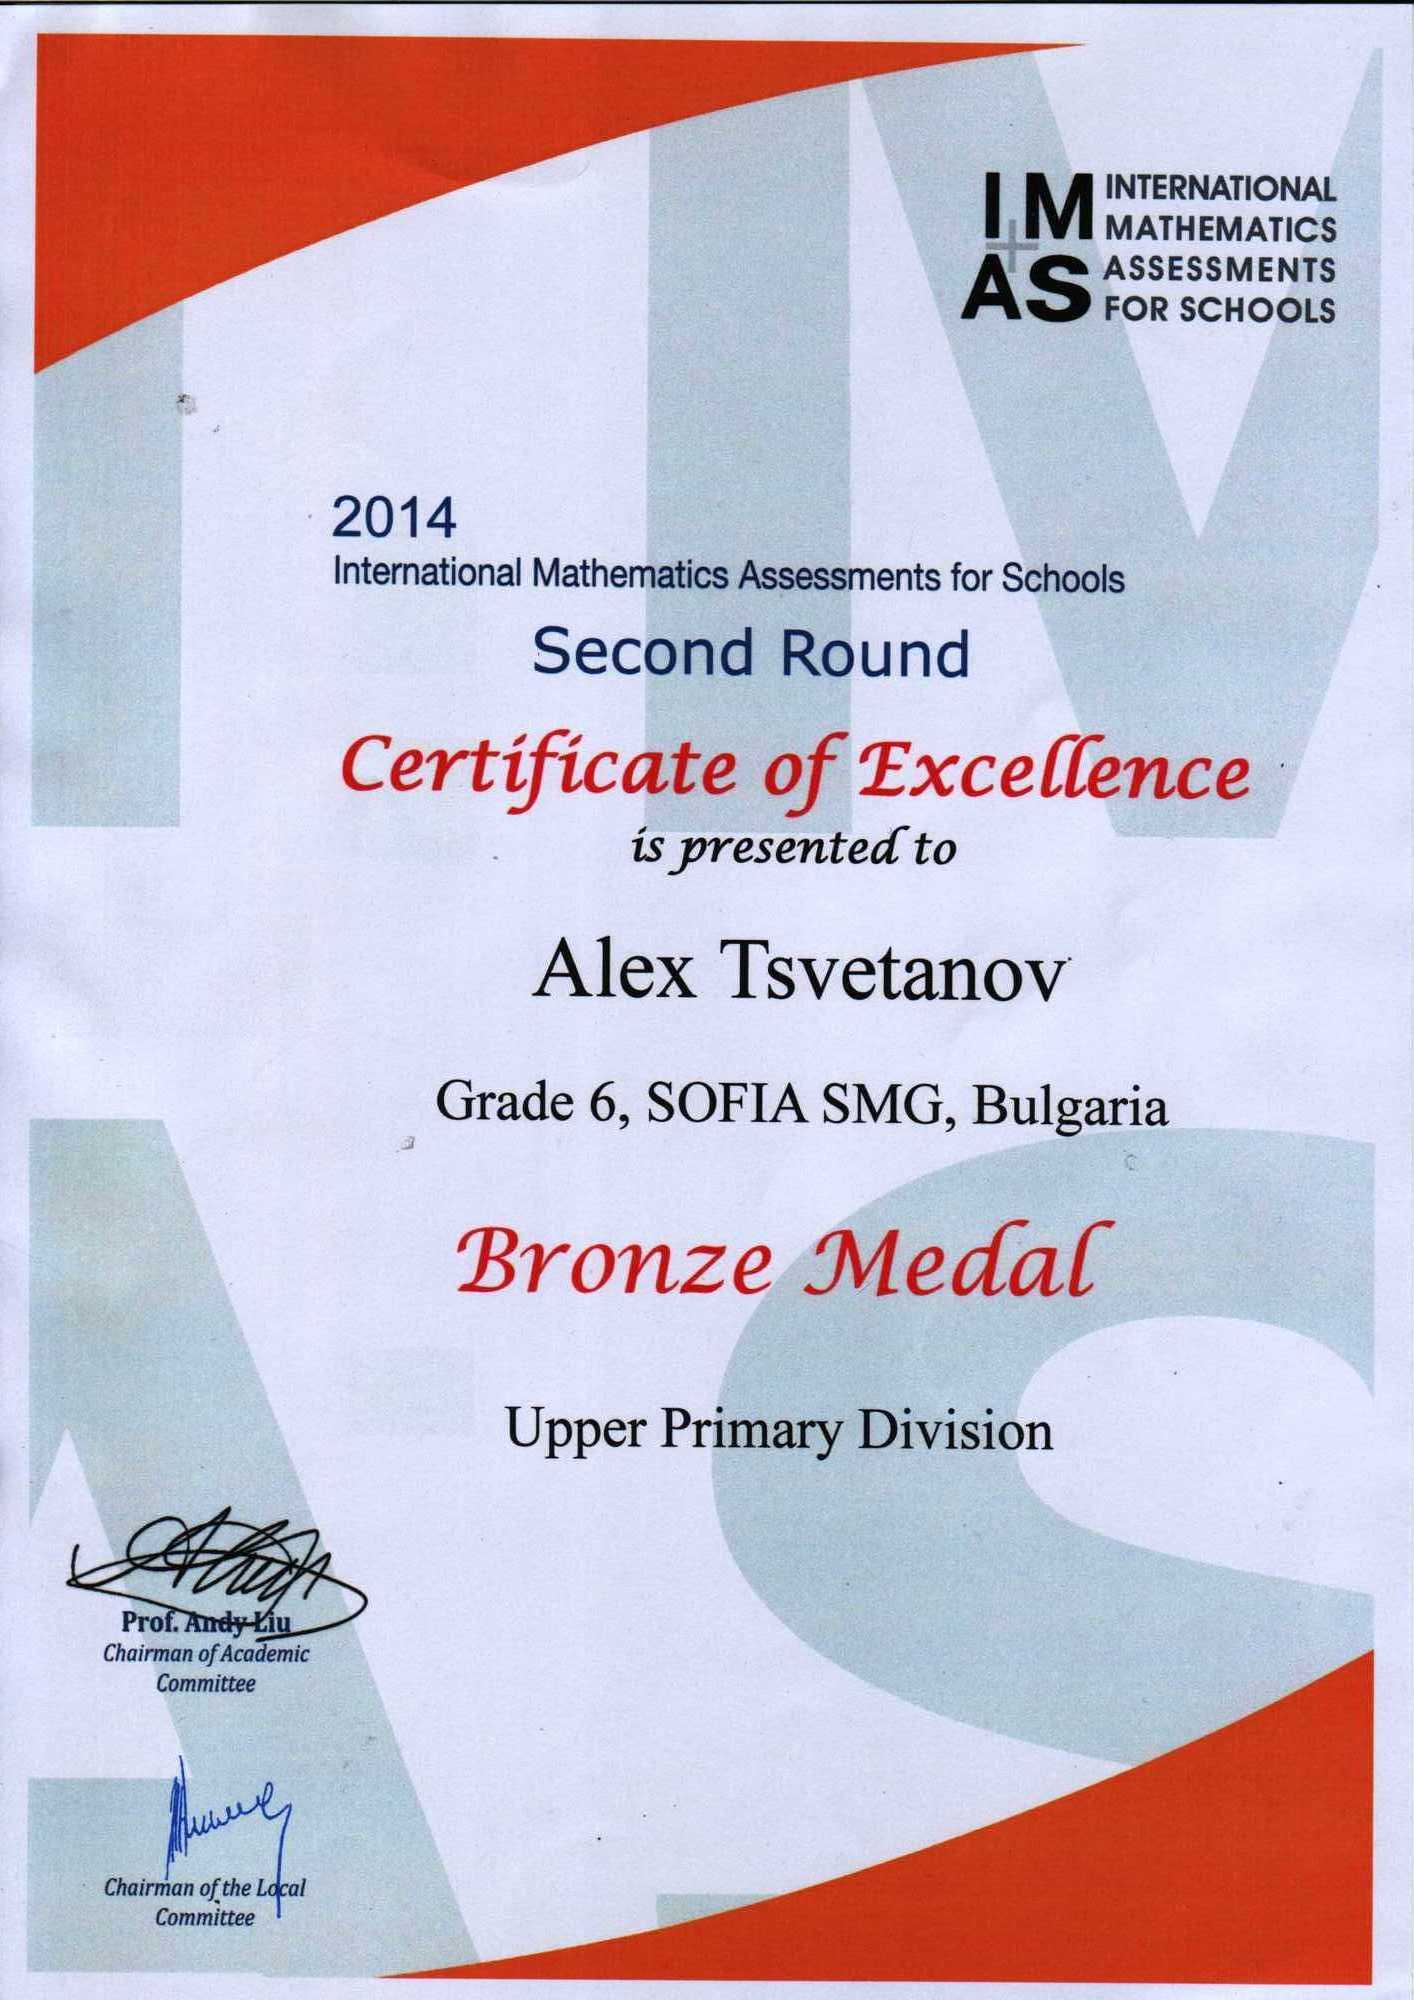 IM INTERNATIONAL
MATHEMATICS
AS ASSESSMENTS
FOR SCHOOLS
2014
International Mathematics Assessments for Schools
Second Round
Certificate of Excellence
is presented to
Alex Tsvetanov
Grade 6, SOFIA SMG, Bulgaria
Bronze Medal
Upper Primary Division
Prof. Andy Liu
Chairman of Academic
Committee
Chairman of the Local
Committee